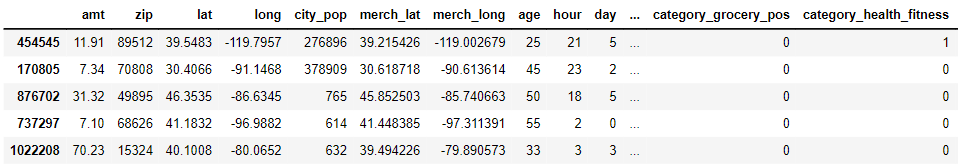 amt zip lat long city_pop merch_lat merch_long age hour day ... category_grocery_pos category_health_fitness
454545 11.91 89512 39.5483 -119.7957 276896 39.215426 -119.002679 25 21 5 ... 0 1
170805 7.34 70808 30.4066 -91.1468 378909 30.618718 -90.613614 45 23 2 ... 0 0
876702 31.32 49895 46.3535 -86.6345 765 45.852503 -85.740663 50 18 5 ... 0 0
737297 7.10 68626 41.1832 -96.9882 614 41.448385 -97.311391 55 2 0 ... 0 0
1022208 70.23 15324 40.1008 -80.0652 632 39.494226 -79.890573 33 3 3 ... 0 0